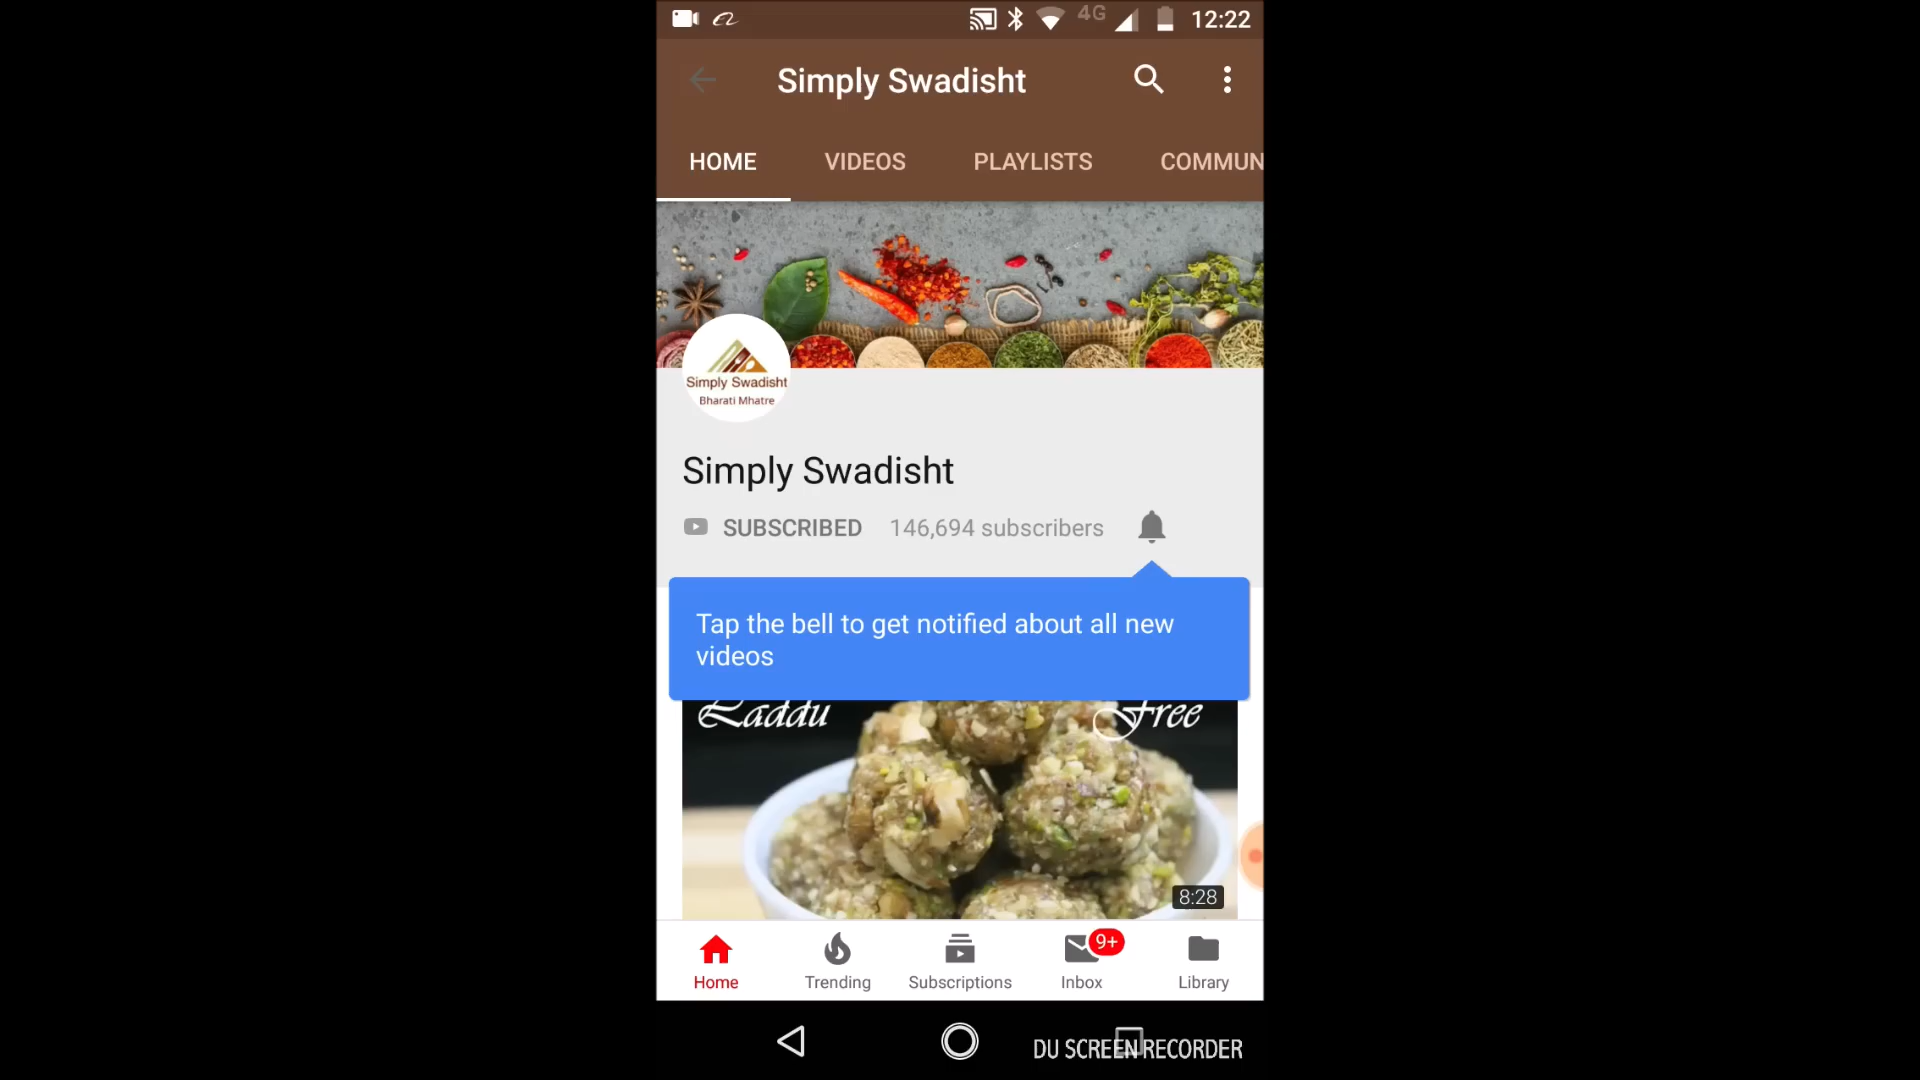 4G 12:22
Simply Swadisht
HOME VIDEOS PLAYLISTS COMMUN
Simply Swadisht
Bharati Mhatre
Simply Swadisht
SUBSCRIBED 146,694 subscribers
Tap the bell to get notified about all new
videos
Laddu Free
8:28
9+
Home Trending Subscriptions Inbox Library
DU SCREEN RECORDER